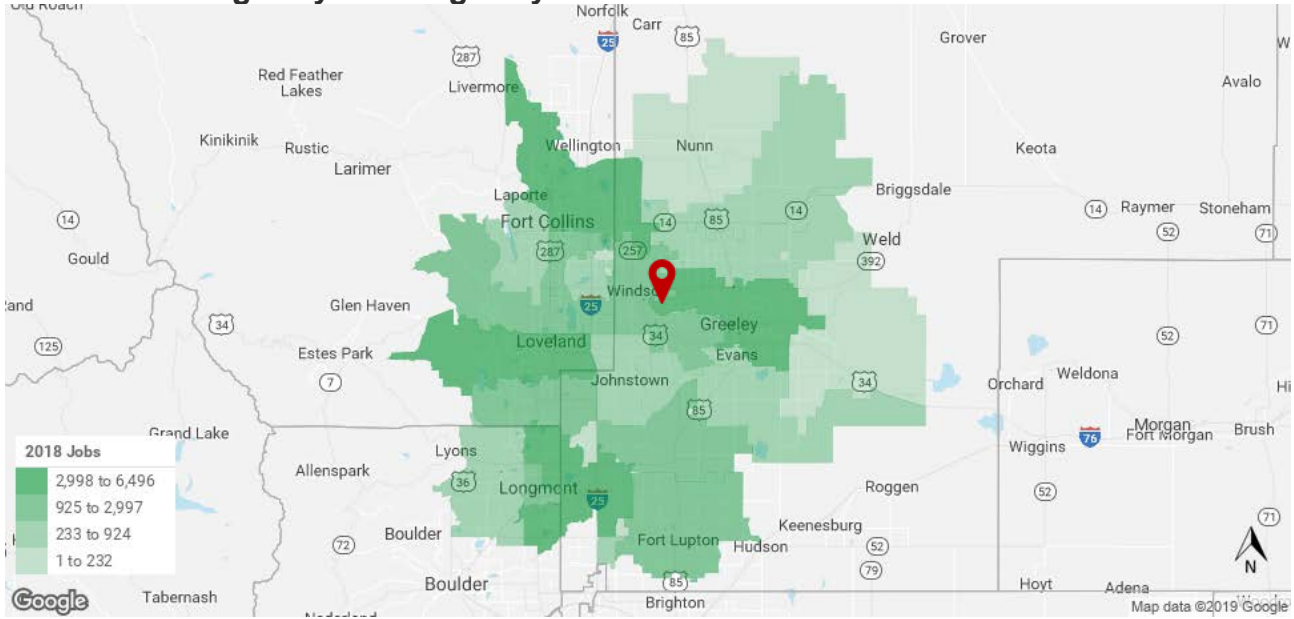 Norfolk
Carr
85
Grover
25
287
Red Feather
Lakes
Livermore
Avalo
Kinikinik
Rustic
Wellington
Nunn
Keota
Larimer
Briggsdale
Laporte
14
Fort Collins
14
85
14
14
Raymer
Stoneham
52
71
287
257
Weld
392
Gould
Windso
Glen Haven
25
34
Greeley
34
71
125
Loveland
52
Estes Park
Evans
7
Johnstown
34
Orchard
Weldona
85
Morgan
Fort Morgan
Brush
76
Wiggins
Grand Lake
2018 Jobs
Lyons
Allenspark
2,998 to 6,496
36
Longmont
25
Roggen
52
925 to 2,997
71
233 to 924
Keenesburg
72
Boulder
Fort Lupton
Hudson
52
1 to 232
79
N
Boulder
85
Hoyt
Adena
Google
Tabernash
Brighton
Map data ©2019 Google